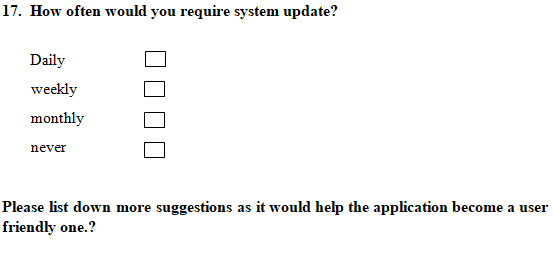 17. How often would you require system update?
Daily
weekly
monthly
never
Please list down more suggestions as it would help the application become a user
friendly one.?